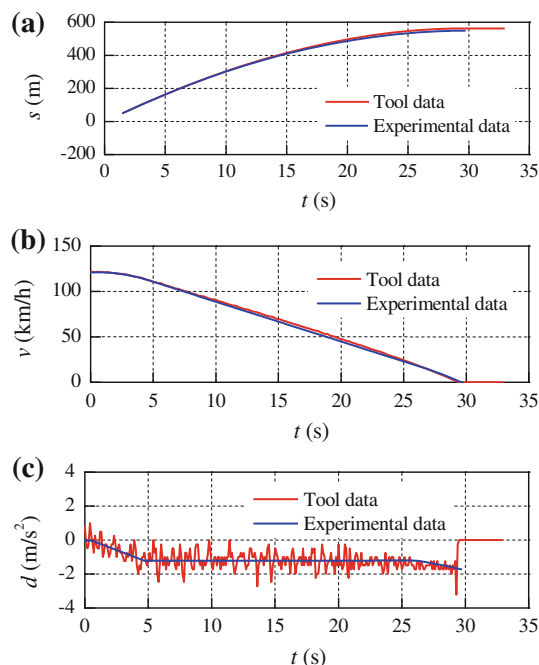 (a)
600
400
200
0
-200
s (m)
Tool data
Experimental data
0 5 10 15 20 25 30 35
t (s)
(b)
150
100
50
0
v (km/h)
Tool data
Experimental data
0 5 10 15 20 25 30 35
t (s)
(c)
4
2
0
-2
-4
d (m/s²)
Tool data
Experimental data
0 5 10 15 20 25 30 35
t (s)